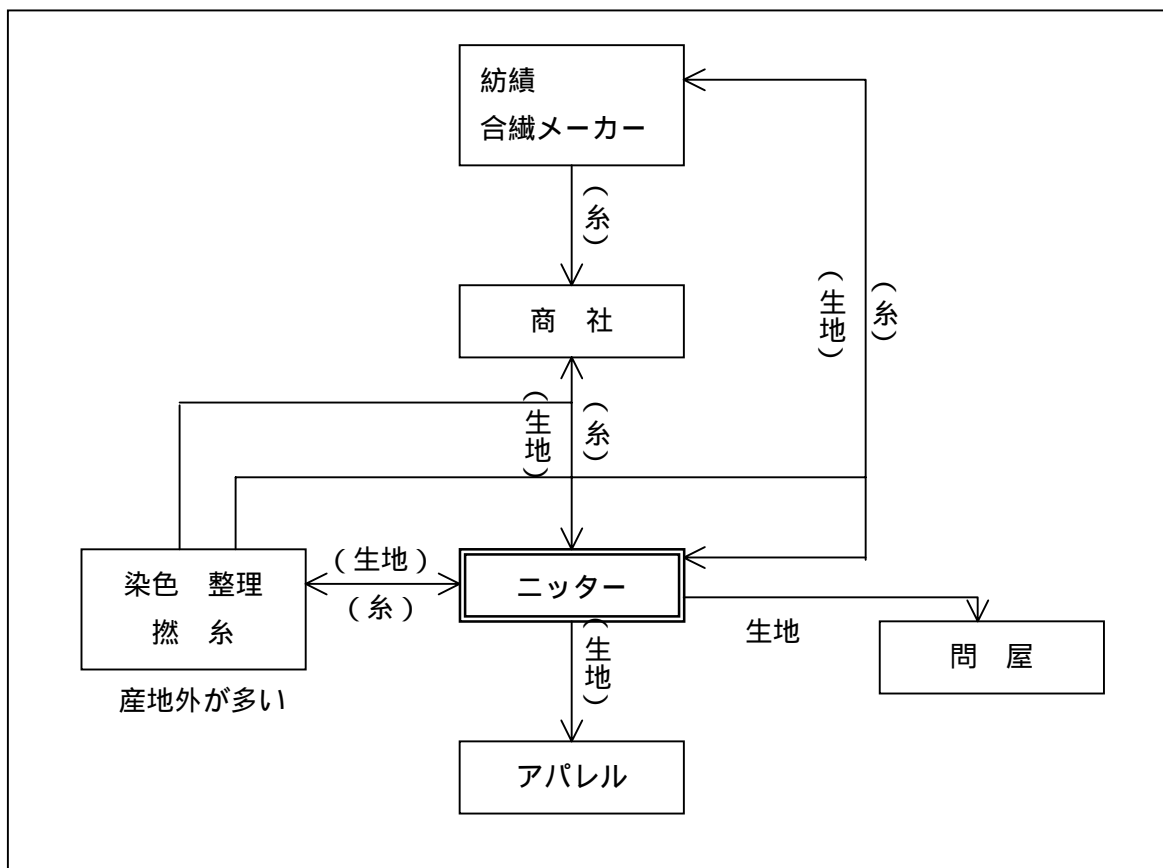 紡績
合繊メーカー
(糸)
商　社
(生地)
(糸)
(生地)
(糸)
染色　整理
撚　糸
産地外が多い
(生地)
(糸)
ニッター
(生地)
生地
問　屋
アパレル